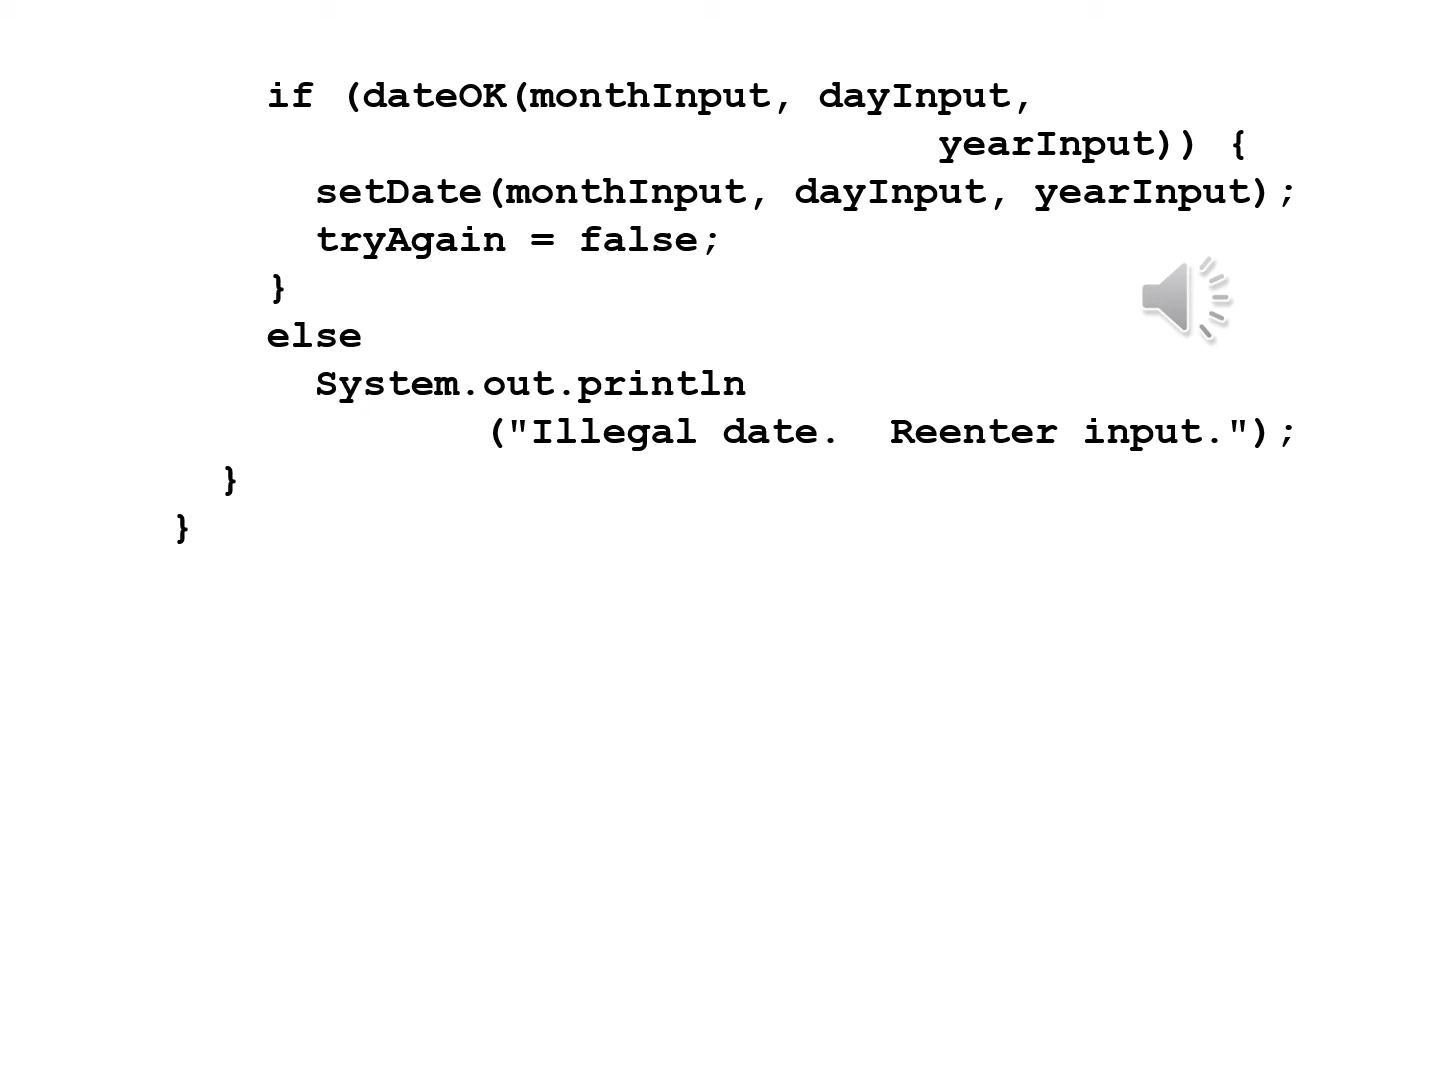 if (dateOK(monthInput, dayInput,
yearInput)) {
setDate(monthInput, dayInput, yearInput);
tryAgain = false;
}
else
System.out.println
("Illegal date.  Reenter input.");
}
}